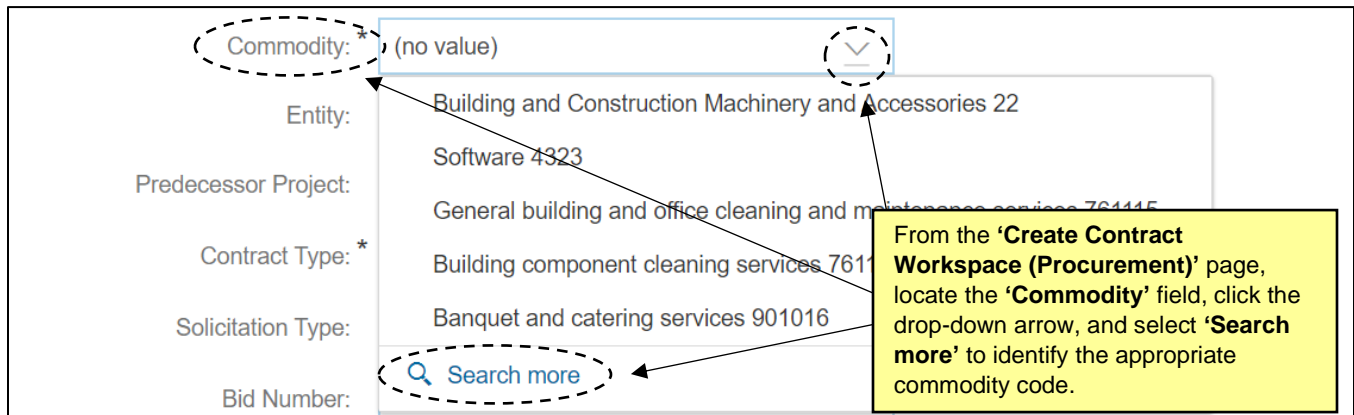 Commodity: * (no value)
Building and Construction Machinery and Accessories 22
Entity:
Software 4323
Predecessor Project:
General building and office cleaning and maintenance services 761115
Contract Type: *
Building component cleaning services 7611
Solicitation Type:
Banquet and catering services 901016
Search more
Bid Number:
From the ‘Create Contract
Workspace (Procurement)’ page,
locate the ‘Commodity’ field, click the
drop-down arrow, and select ‘Search
more’ to identify the appropriate
commodity code.